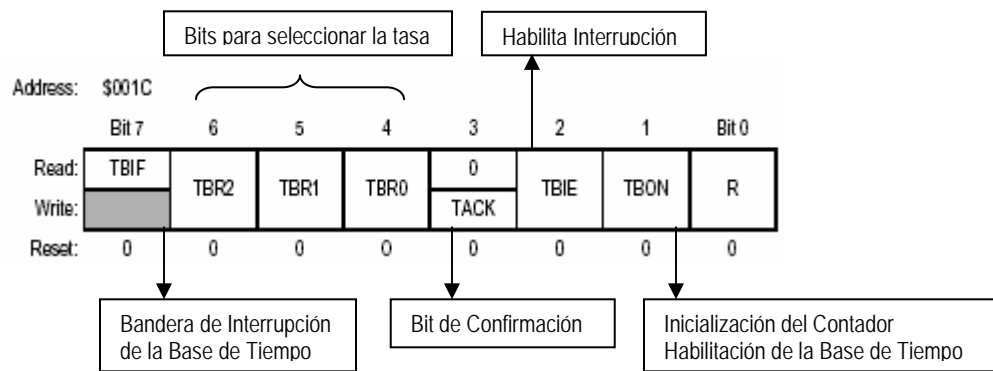 Bits para seleccionar la tasa
Habilita Interrupción
Address: $001C
Bit 7 6 5 4 3 2 1 Bit 0
Read: TBIF TBR2 TBR1 TBR0 0 TBIE TBON R
Write: TACK
Reset: 0 0 0 0 0 0 0 0
Bandera de Interrupción
de la Base de Tiempo
Bit de Confirmación
Inicialización del Contador
Habilitación de la Base de Tiempo